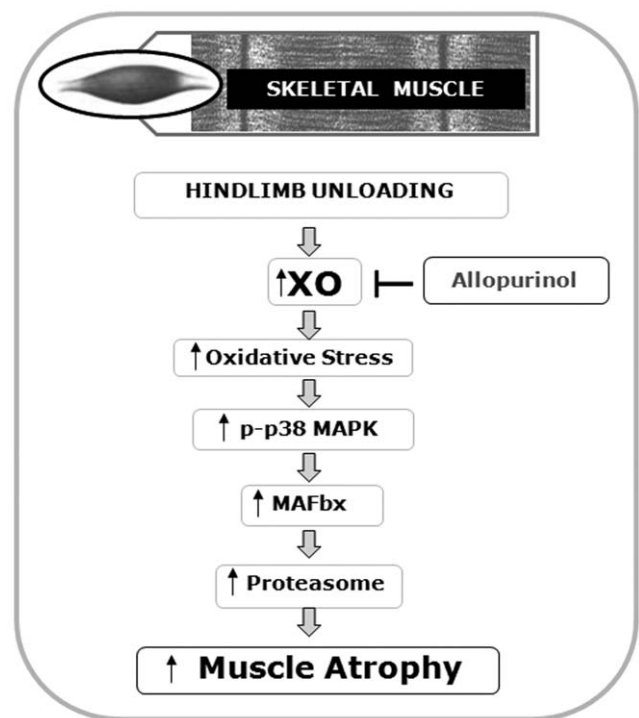 SKELETAL MUSCLE
HINDLIMB UNLOADING
↑XO
Allopurinol
↑Oxidative Stress
↑ p-p38 MAPK
↑ MAFbx
↑ Proteasome
↑ Muscle Atrophy